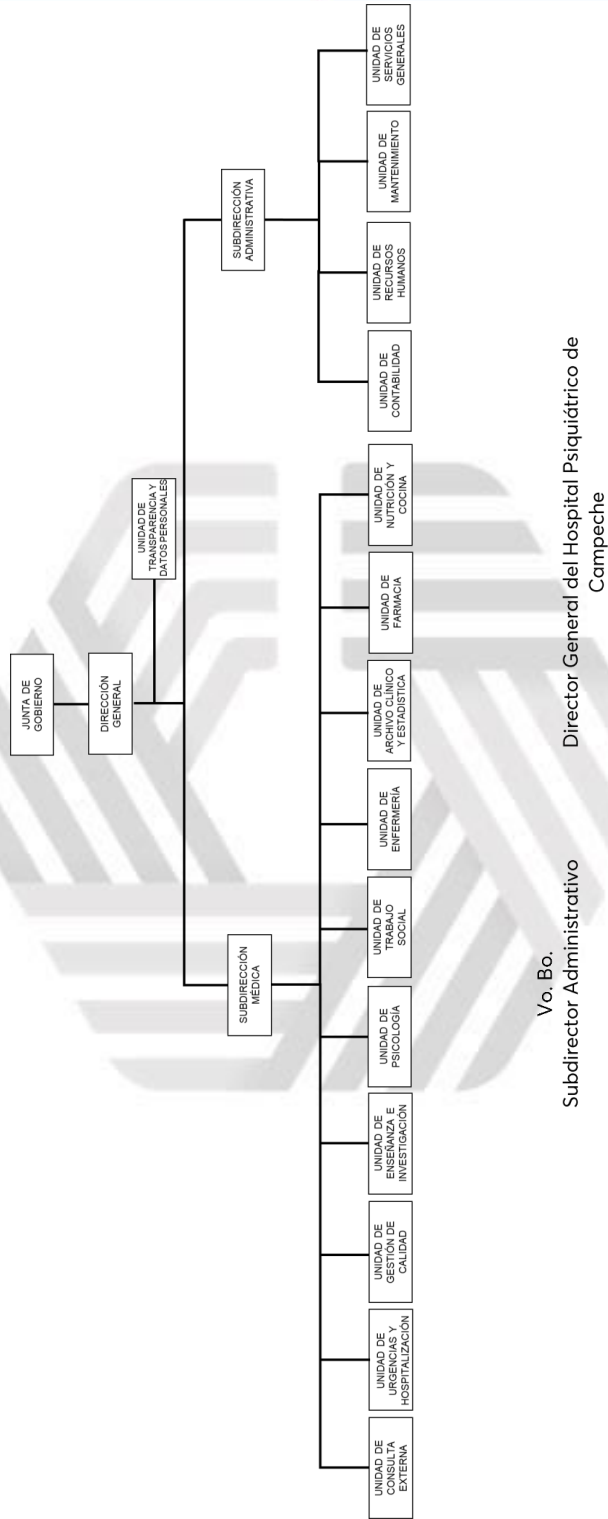 JUNTA DE
GOBIERNO
DIRECCIÓN
GENERAL
UNIDAD DE
TRANSPARENCIA Y
DATOS PERSONALES
SUBDIRECCIÓN
MÉDICA
SUBDIRECCIÓN
ADMINISTRATIVA
UNIDAD DE
CONSULTA
EXTERNA
UNIDAD DE
URGENCIAS Y
HOSPITALIZACIÓN
UNIDAD DE
GESTIÓN DE
CALIDAD
UNIDAD DE
ENSEÑANZA E
INVESTIGACIÓN
UNIDAD DE
PSICOLOGÍA
UNIDAD DE
TRABAJO
SOCIAL
UNIDAD DE
ENFERMERÍA
UNIDAD DE
ARCHIVO CLÍNICO
Y ESTADISTICA
UNIDAD DE
FARMACIA
UNIDAD DE
NUTRICIÓN Y
COCINA
UNIDAD DE
CONTABILIDAD
UNIDAD DE
RECURSOS
HUMANOS
UNIDAD DE
MANTENIMIENTO
UNIDAD DE
SERVICIOS
GENERALES
Vo. Bo.
Subdirector Administrativo
Director General del Hospital Psiquiátrico de
Campeche